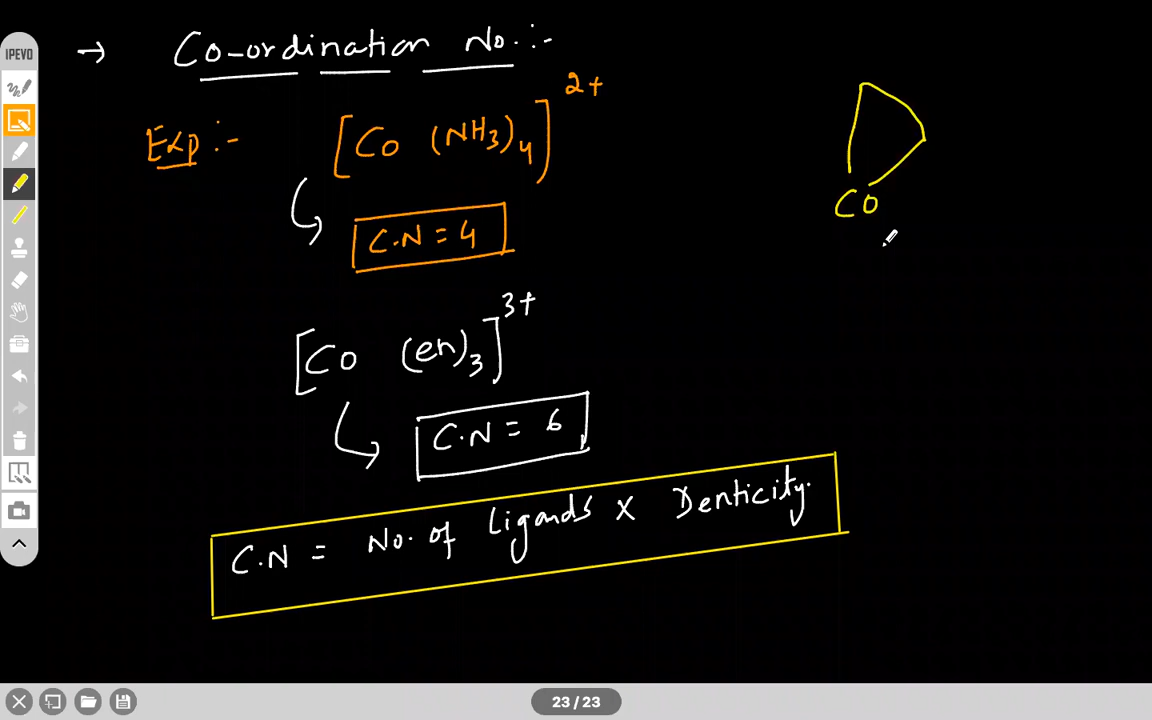 IPEVO
→ Co-ordination No.:-
Exp :- [Co (NH3)4]2+
C.N = 4
Co
[Co (en)3]3+
C.N = 6
C.N = No. of Ligands x Denticity.
23 / 23